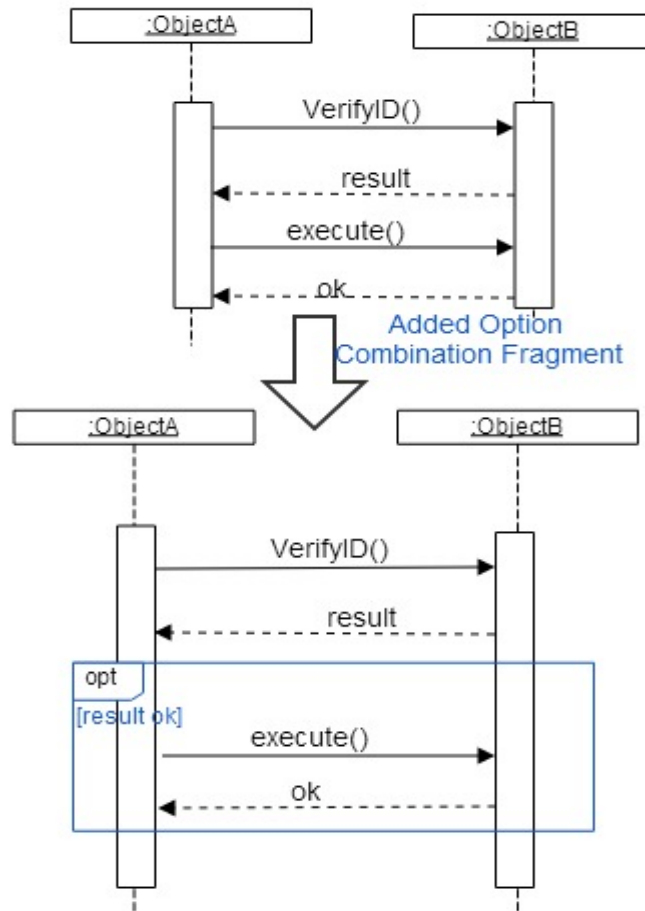 :ObjectA
:ObjectB
VerifyID()
result
execute()
ok
Added Option
Combination Fragment
:ObjectA
:ObjectB
VerifyID()
result
opt
[result ok]
execute()
ok